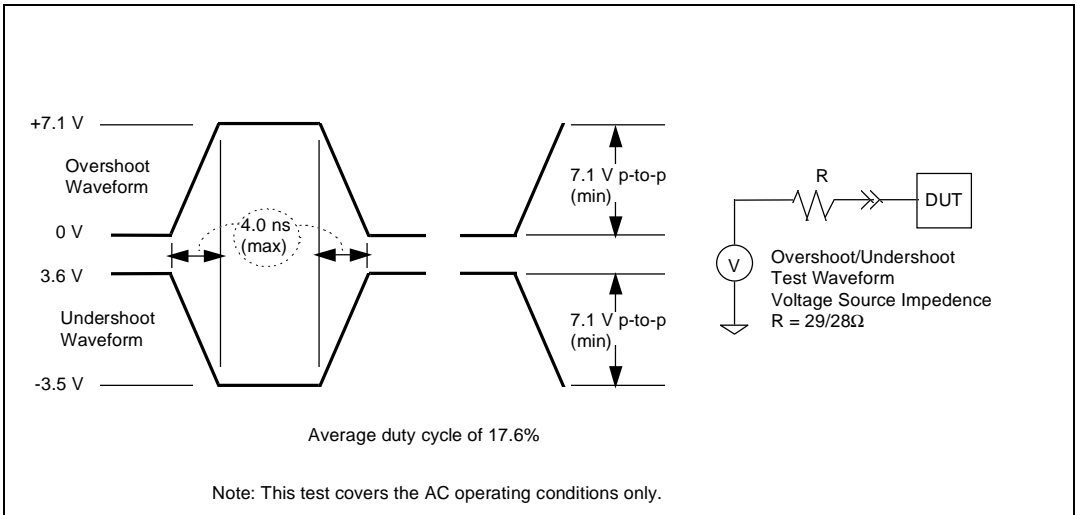 +7.1 V
Overshoot
Waveform
0 V
3.6 V
Undershoot
Waveform
-3.5 V
4.0 ns
(max)
7.1 V p-to-p
(min)
7.1 V p-to-p
(min)
R
DUT
V
Overshoot/Undershoot
Test Waveform
Voltage Source Impedence
R = 29/28Ω
Average duty cycle of 17.6%
Note: This test covers the AC operating conditions only.